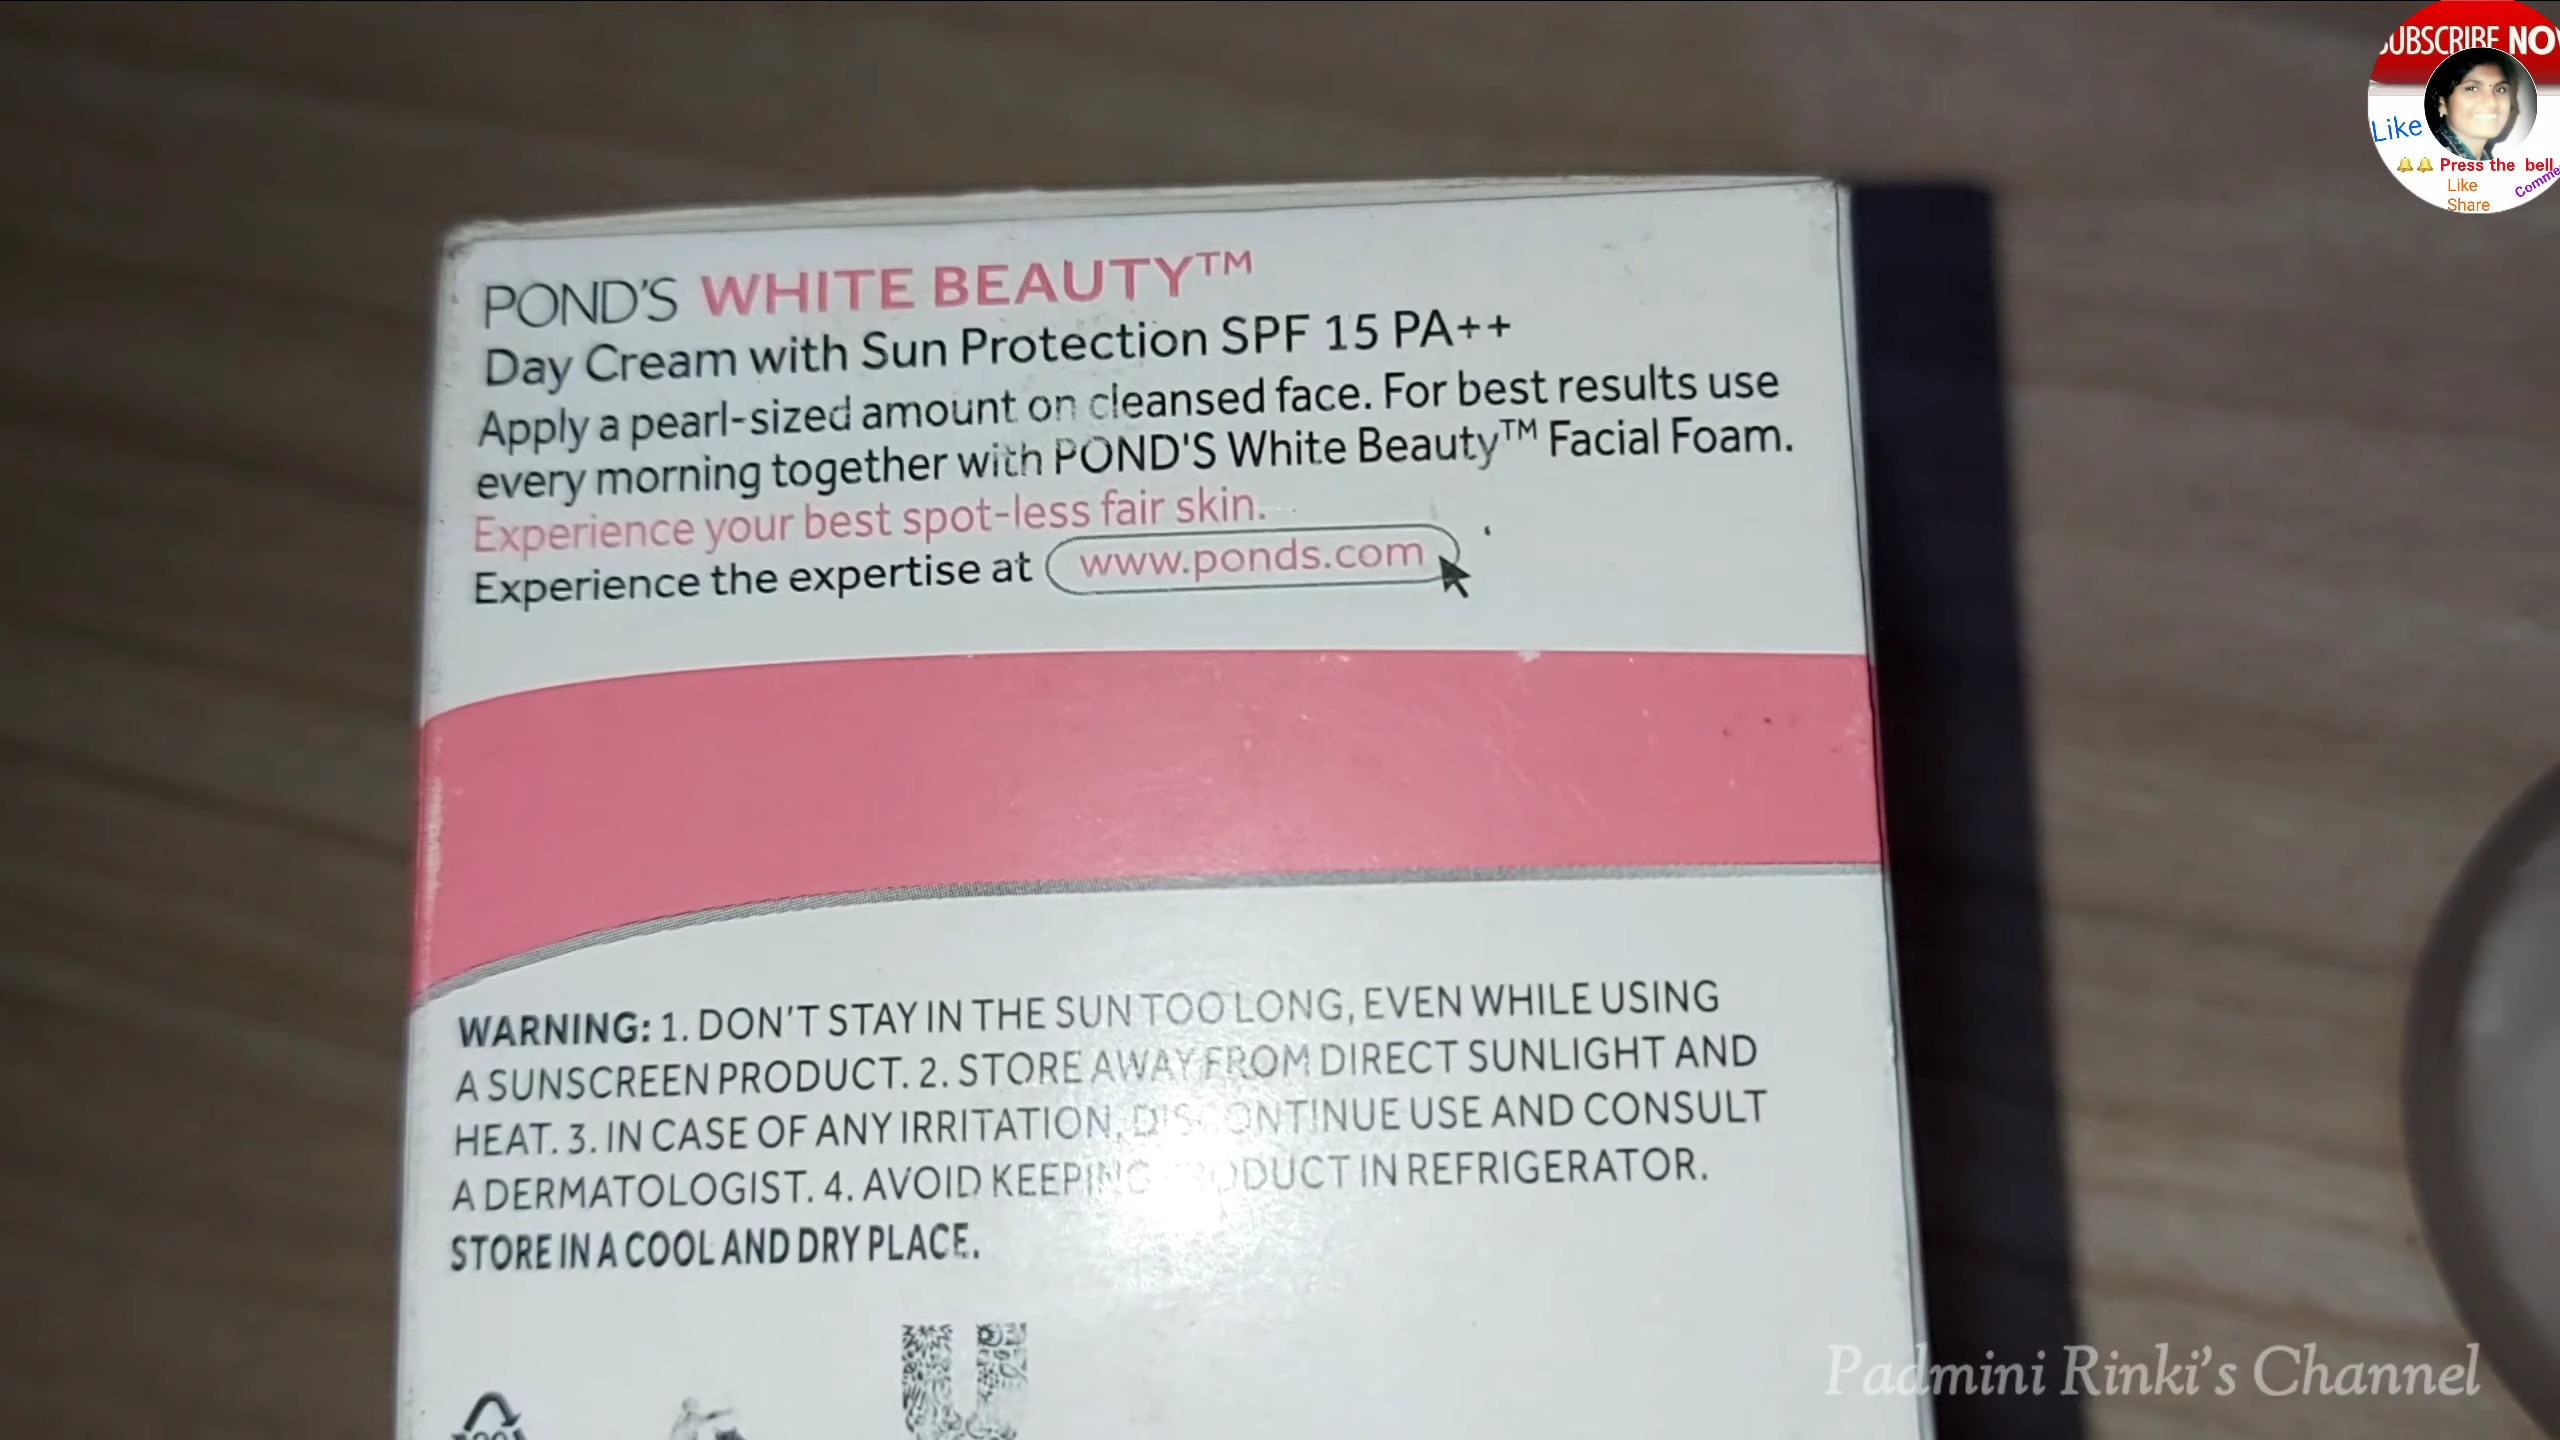 SUBSCRIBE NOW
Like
🔔🔔 Press the bell
Like
Comme
Share
POND'S WHITE BEAUTY™
Day Cream with Sun Protection SPF 15 PA++
Apply a pearl-sized amount on cleansed face. For best results use
every morning together with POND'S White Beauty™ Facial Foam.
Experience your best spot-less fair skin.
Experience the expertise at www.ponds.com
WARNING: 1. DON'T STAY IN THE SUN TOO LONG, EVEN WHILE USING
A SUNSCREEN PRODUCT. 2. STORE AWAY FROM DIRECT SUNLIGHT AND
HEAT. 3. IN CASE OF ANY IRRITATION, DISCONTINUE USE AND CONSULT
A DERMATOLOGIST. 4. AVOID KEEPING PRODUCT IN REFRIGERATOR.
STORE IN A COOL AND DRY PLACE.
Padmini Rinki's Channel